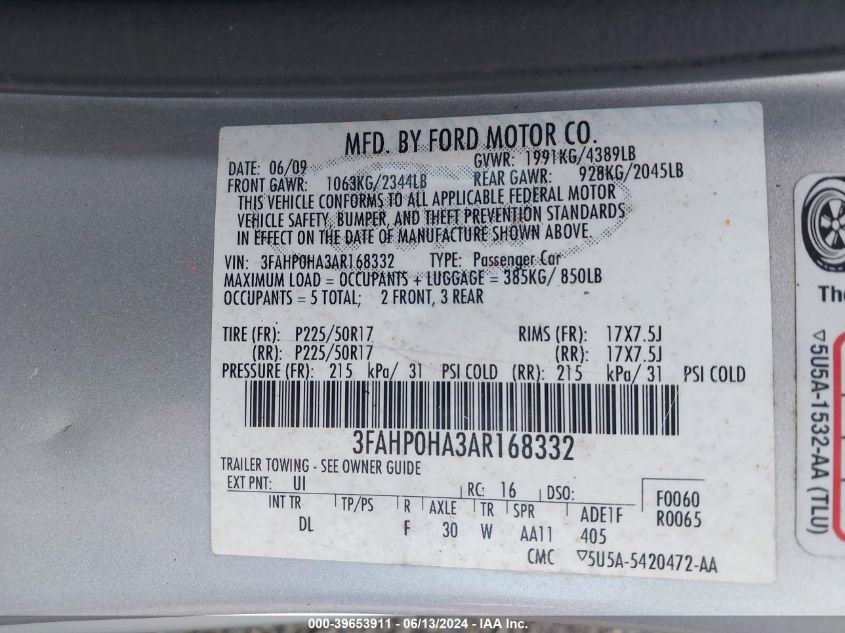 MFD. BY FORD MOTOR CO.
DATE: 06/09 GVWR: 1991KG/4389LB
FRONT GAWR: 1063KG/2344LB REAR GAWR: 928KG/2045LB
THIS VEHICLE CONFORMS TO ALL APPLICABLE FEDERAL MOTOR
VEHICLE SAFETY, BUMPER, AND THEFT PREVENTION STANDARDS
IN EFFECT ON THE DATE OF MANUFACTURE SHOWN ABOVE.
VIN: 3FAHP0HA3AR168332 TYPE: Passenger Car
MAXIMUM LOAD = OCCUPANTS + LUGGAGE = 385KG/ 850LB
OCCUPANTS = 5 TOTAL; 2 FRONT, 3 REAR
TIRE (FR): P225/50R17 RIMS (FR): 17X7.5J
(RR): P225/50R17 (RR): 17X7.5J
PRESSURE (FR): 215 kPa/ 31 PSI COLD (RR): 215 kPa/ 31 PSI COLD
3FAHP0HA3AR168332
TRAILER TOWING - SEE OWNER GUIDE
EXT PNT: UI RC: 16 DSO: F0060
INT TR TP/PS R AXLE TR SPR ADE1F R0065
DL F 30 W AA11 405
CMC ▽5U5A-5420472-AA
The
▽5U5A-1532-AA (TLU)
000-39653911 - 06/13/2024 - IAA Inc.